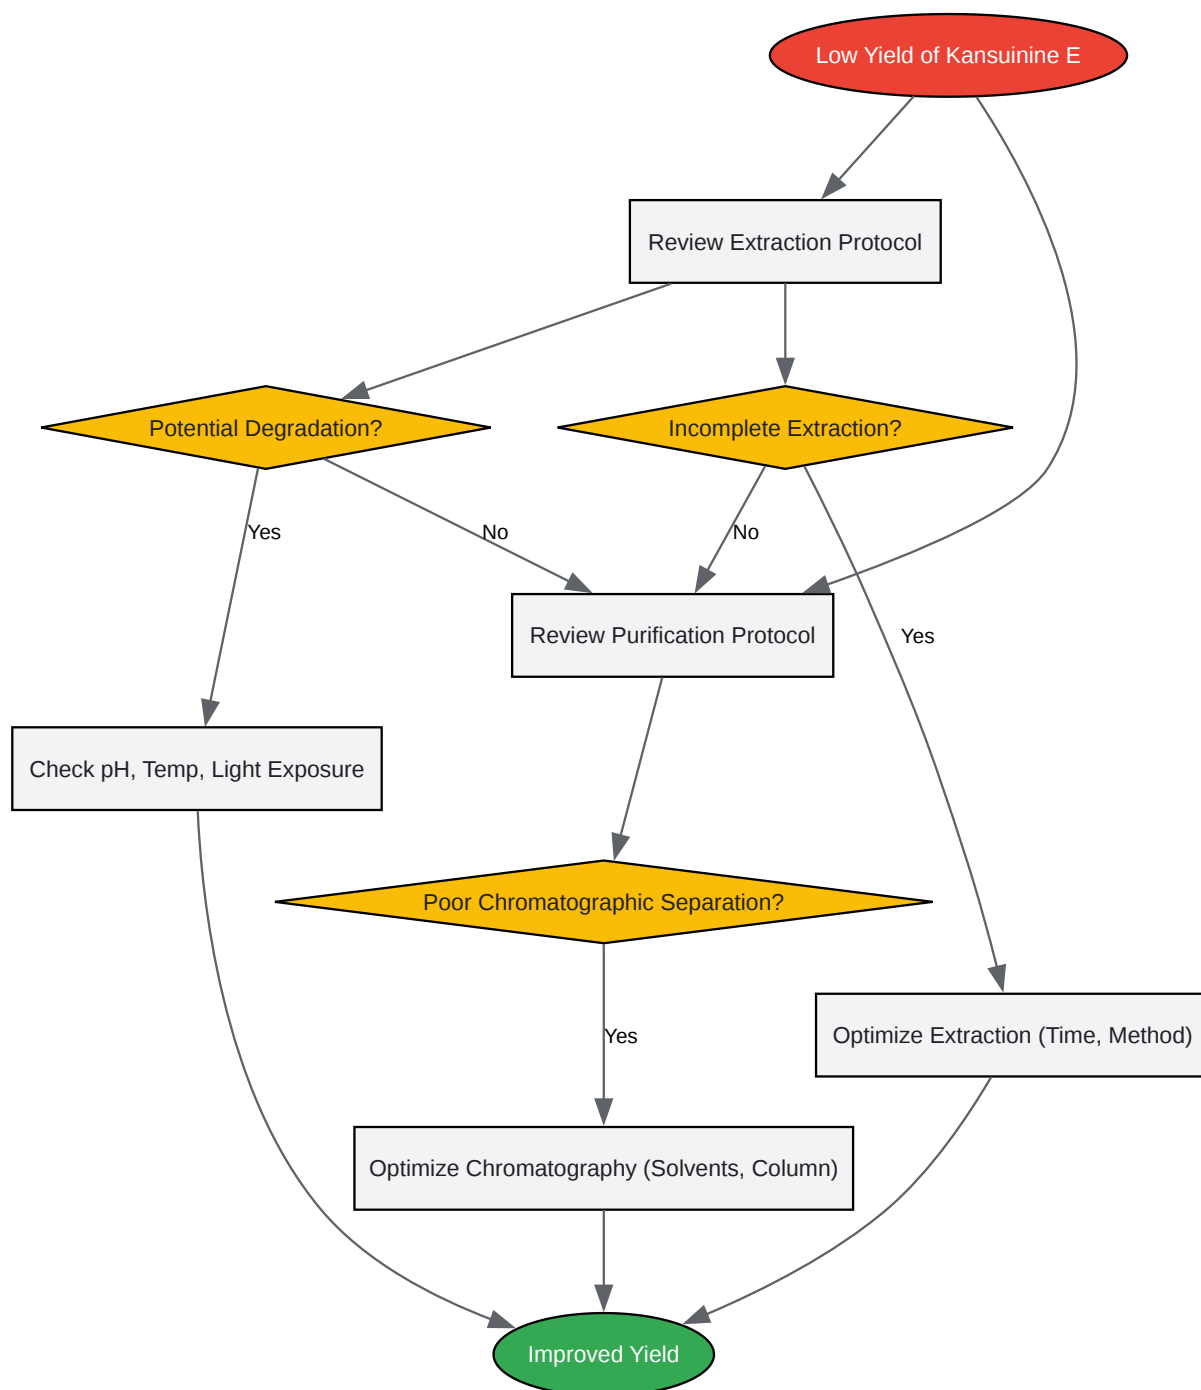 Low Yield of Kansuinine E
Review Extraction Protocol
Potential Degradation?
Incomplete Extraction?
Yes
No
No
Review Purification Protocol
Yes
Check pH, Temp, Light Exposure
Poor Chromatographic Separation?
Yes
Optimize Extraction (Time, Method)
Optimize Chromatography (Solvents, Column)
Improved Yield